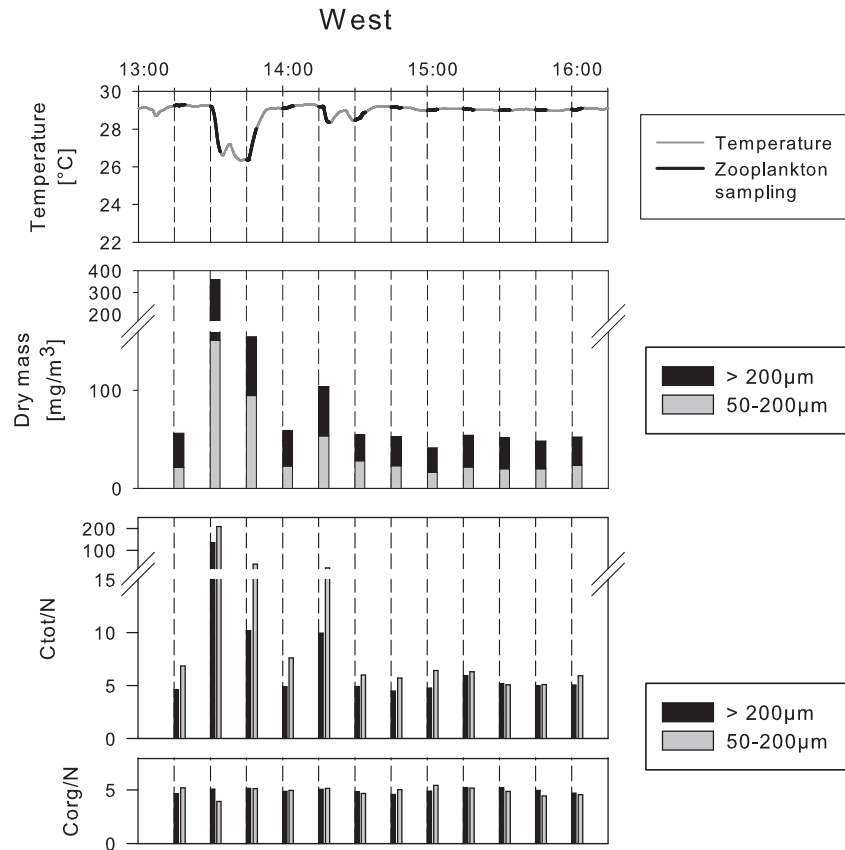 West
13:00 14:00 15:00 16:00
30
28
26
24
22
Temperature
[°C]
Temperature
Zooplankton
sampling
400
300
200
100
0
Dry mass
[mg/m³]
> 200µm
50-200µm
200
100
15
10
5
0
Ctot/N
> 200µm
50-200µm
5
0
Corg/N